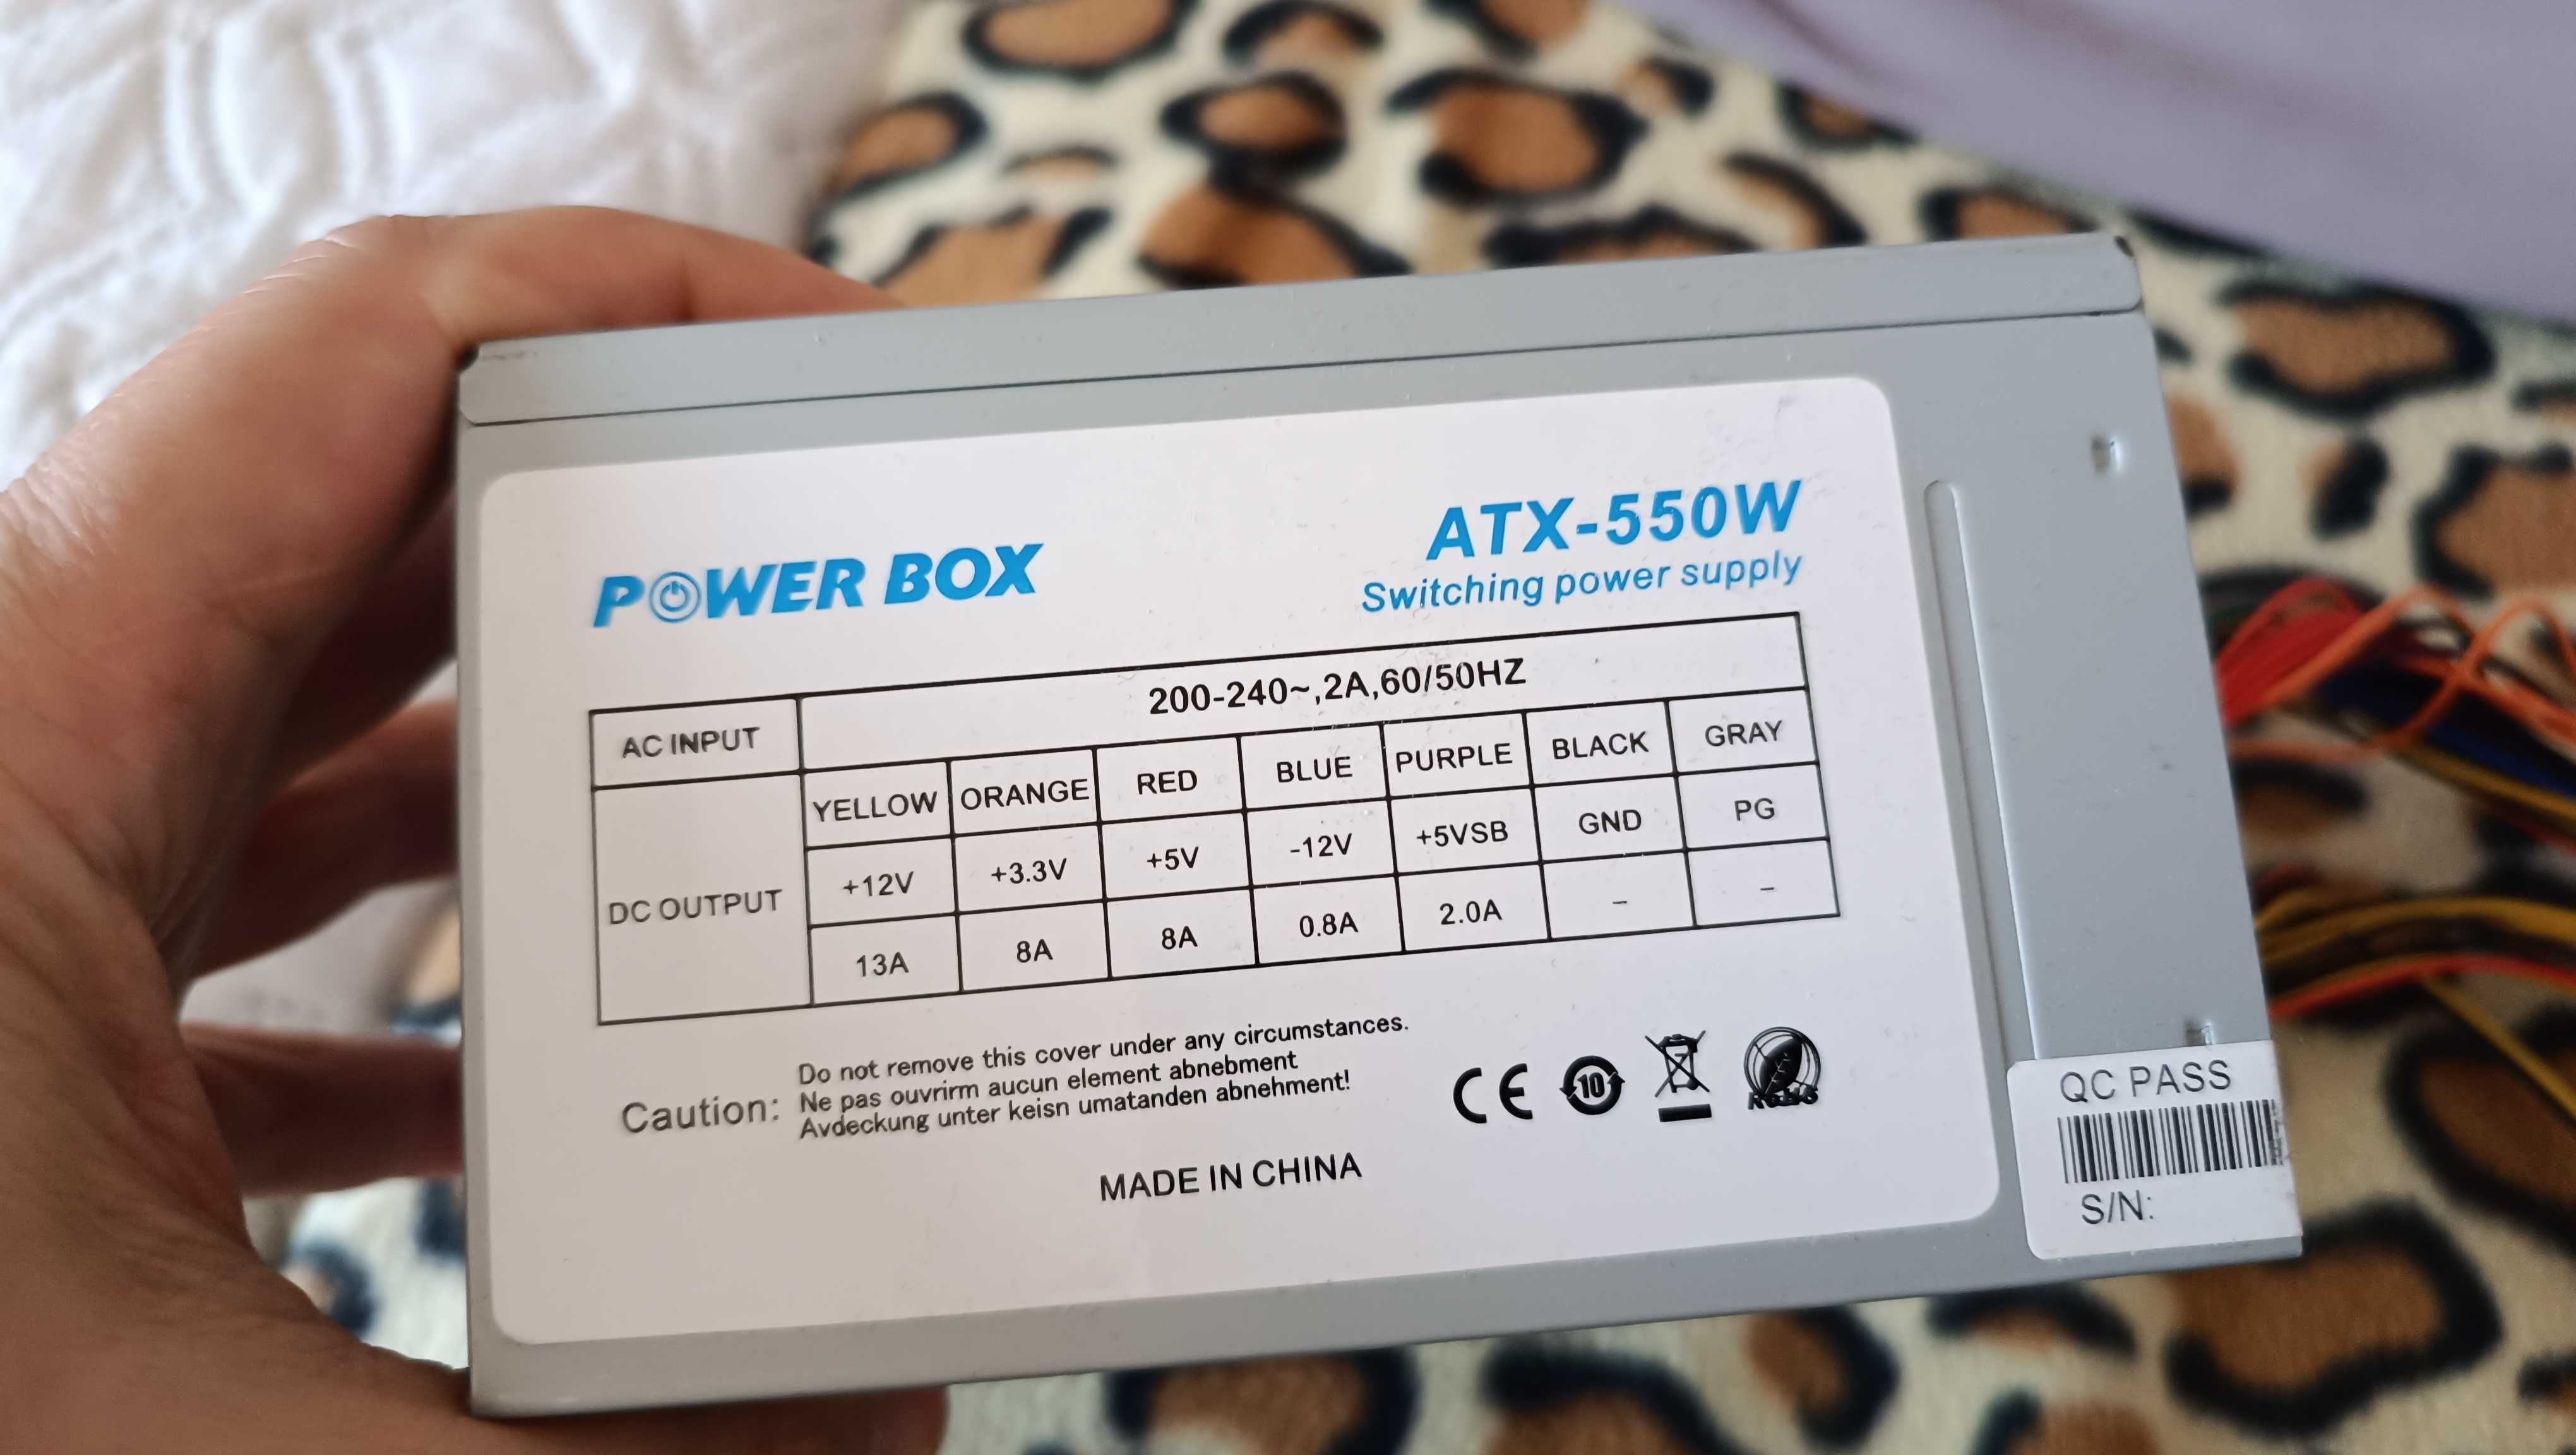 POWER BOX
ATX-550W
Switching power supply
AC INPUT 200-240~,2A,60/50HZ
DC OUTPUT YELLOW ORANGE RED BLUE PURPLE BLACK GRAY
+12V +3.3V +5V -12V +5VSB GND PG
13A 8A 8A 0.8A 2.0A – –
Caution: Do not remove this cover under any circumstances.
Ne pas ouvrirm aucun element abnebment
Avdeckung unter keisn umatanden abnehment!
CE 10 RoHS
MADE IN CHINA
QC PASS
S/N: